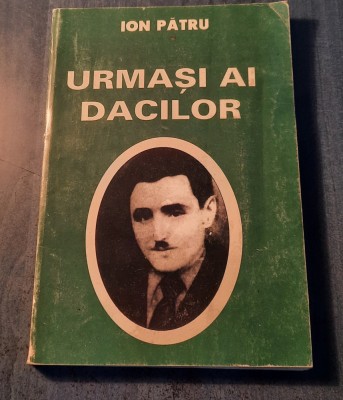 ION PĂTRU
URMAȘI AI
DACILOR